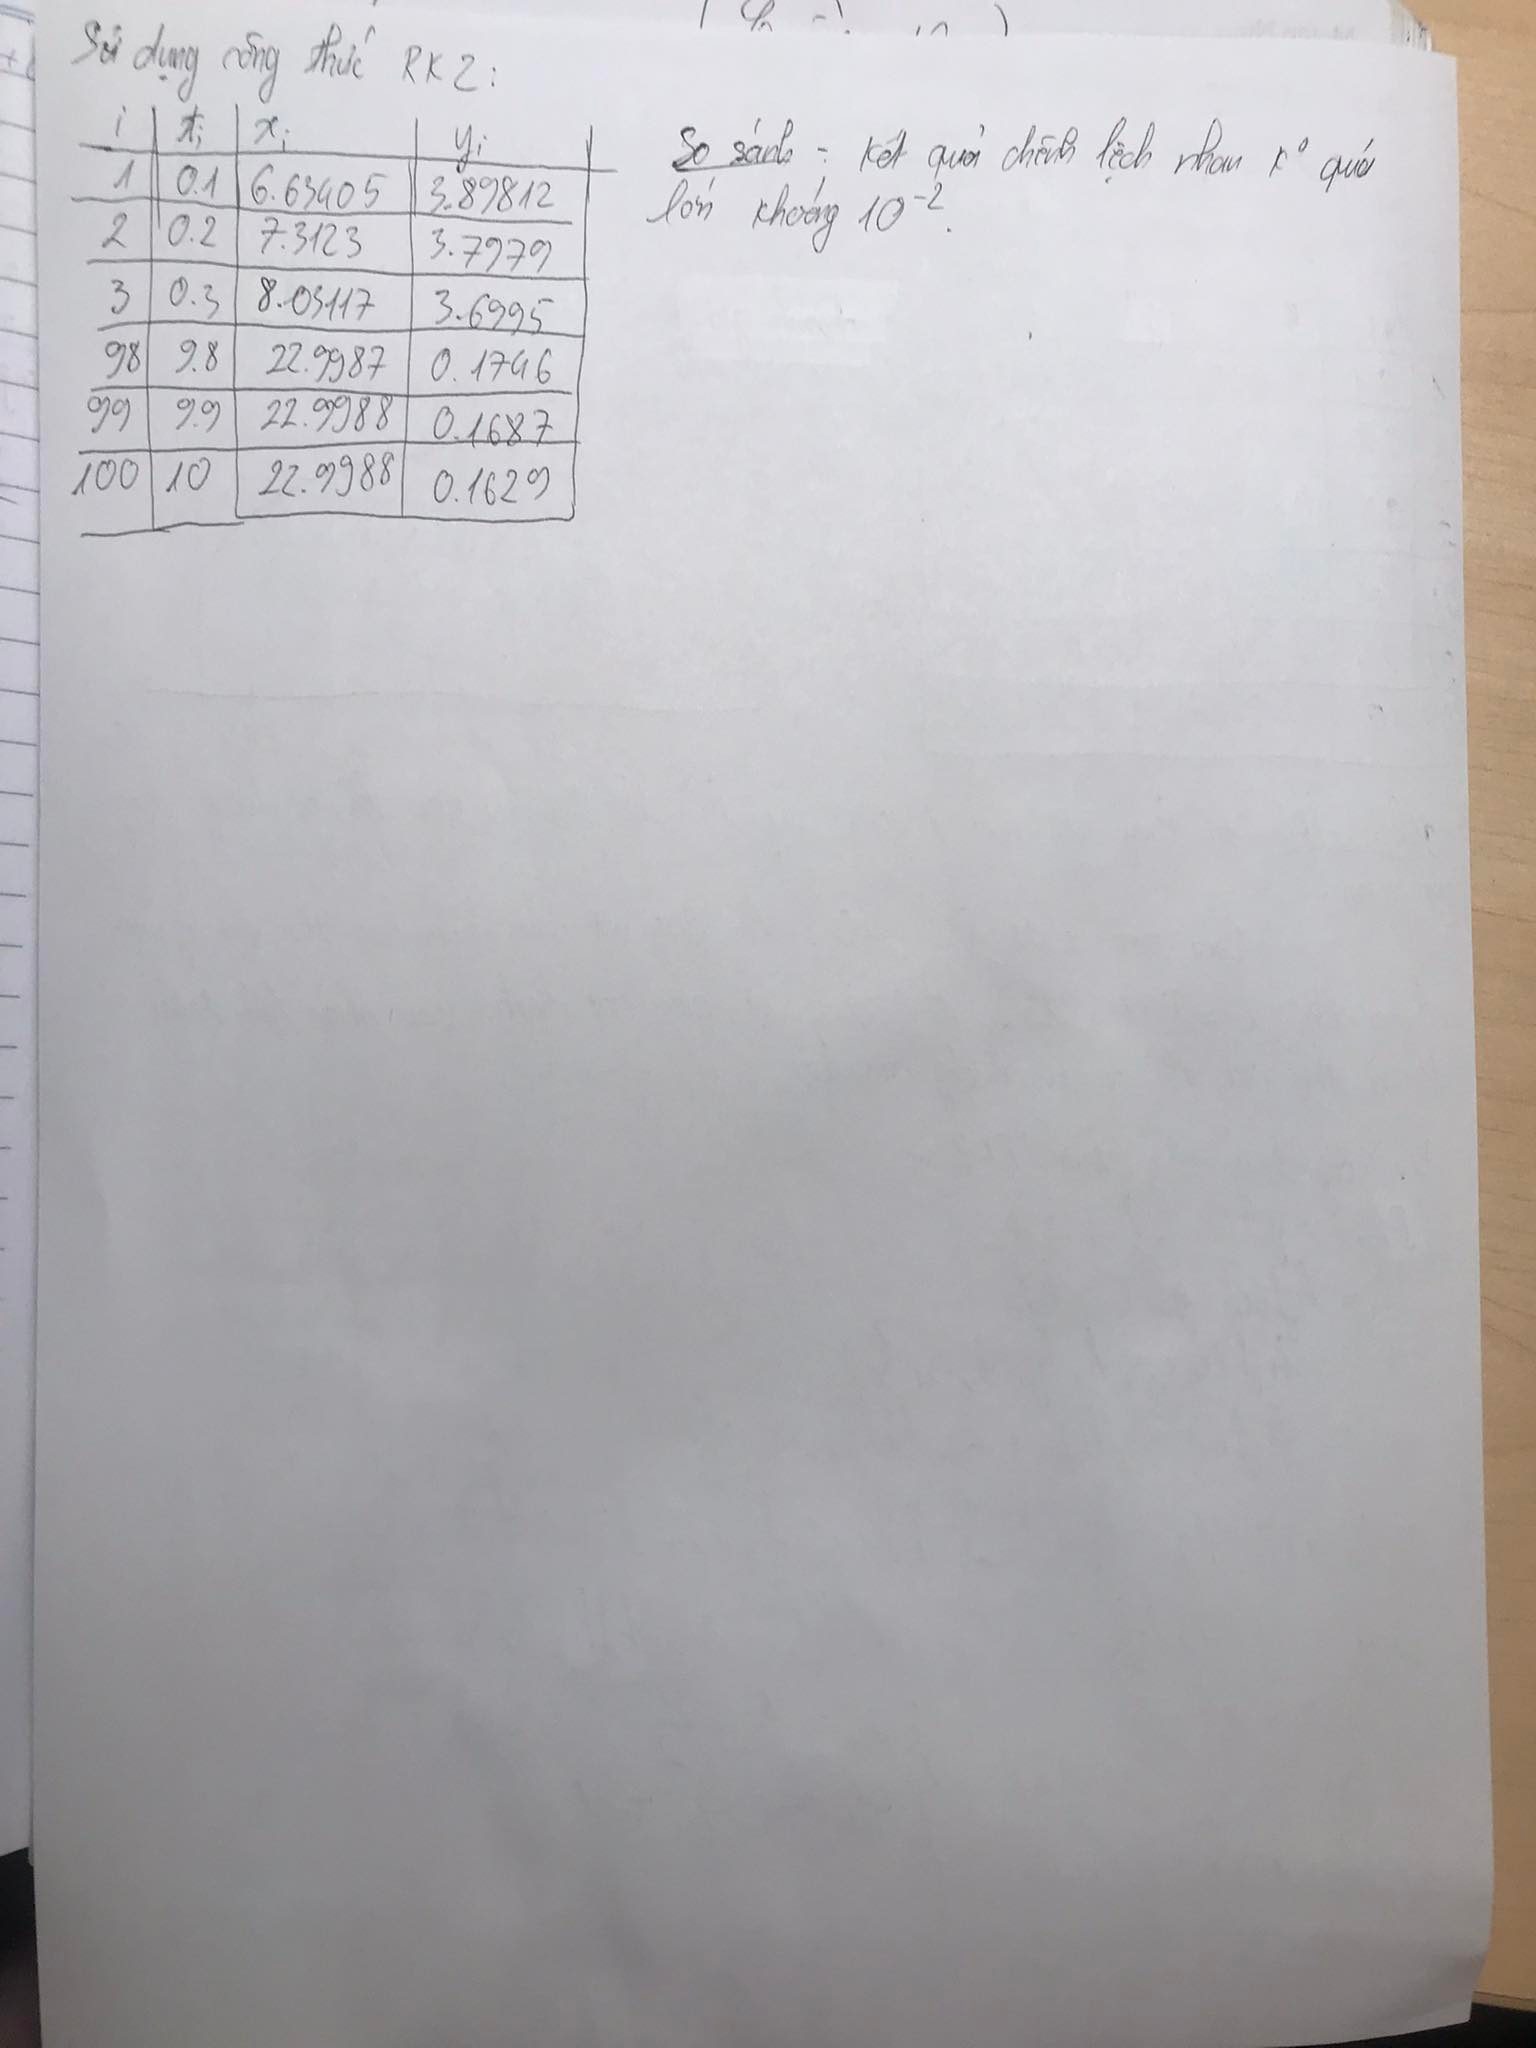 Sử dụng công thức RK2:
i ti xi yi
1 0.1 6.63405 3.89812
2 0.2 7.3123 3.7979
3 0.3 8.03117 3.6995
98 9.8 22.9987 0.1746
99 9.9 22.9988 0.1687
100 10 22.9988 0.1629
So sánh: Kết quả chênh lệch nhau k° quá
lớn khoảng 10^-2.